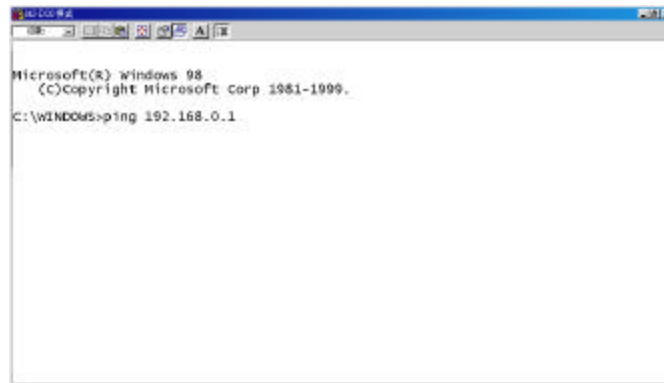 Microsoft(R) Windows 98
(C)Copyright Microsoft Corp 1981-1999.
C:\WINDOWS>ping 192.168.0.1